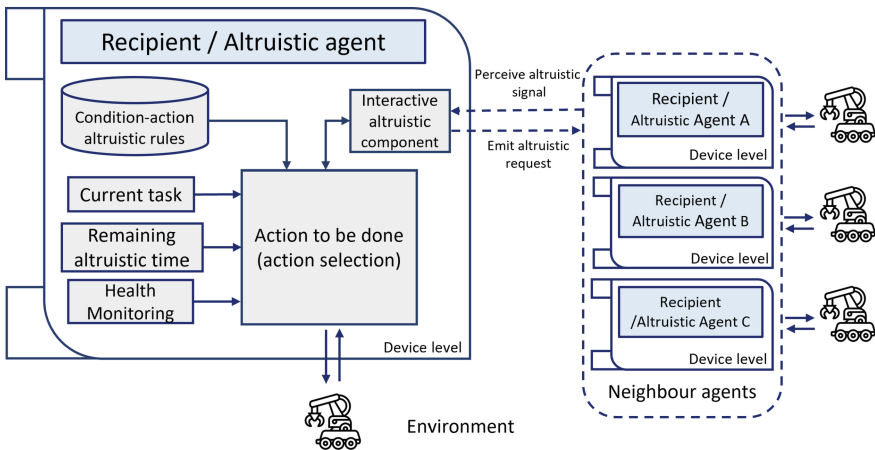 Recipient / Altruistic agent
Condition-action
altruistic rules
Interactive
altruistic
component
Perceive altruistic
signal
Emit altruistic
request
Current task
Remaining
altruistic time
Health
Monitoring
Action to be done
(action selection)
Device level
Environment
Recipient /
Altruistic Agent A
Device level
Recipient /
Altruistic Agent B
Device level
Recipient
/Altruistic Agent C
Device level
Neighbour agents